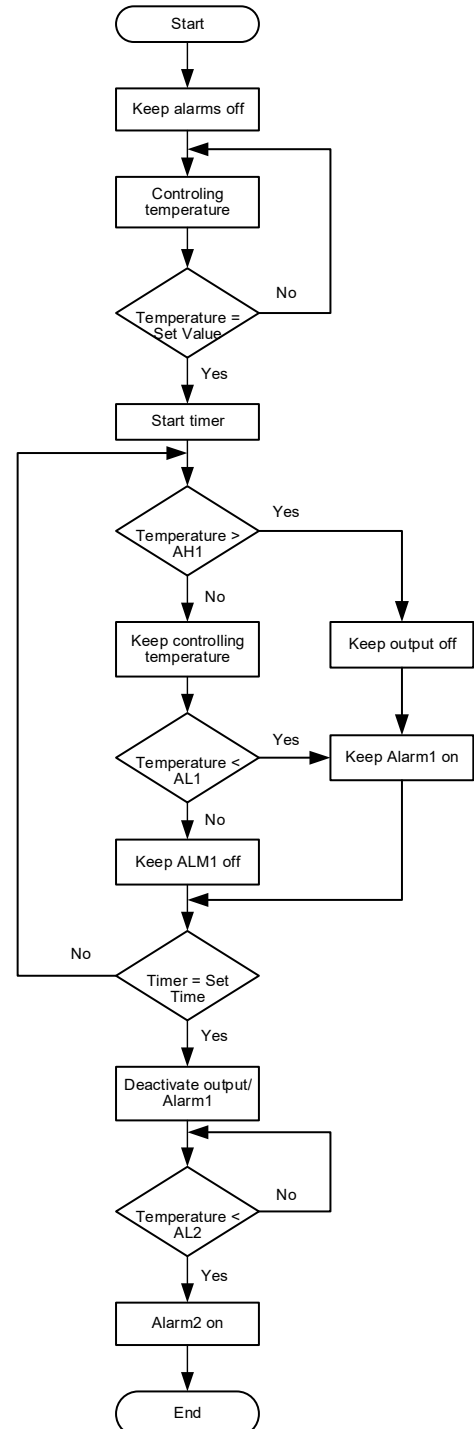 Start
Keep alarms off
Controling
temperature
Temperature =
Set Value
No
Yes
Start timer
Temperature >
AH1
Yes
No
Keep controlling
temperature
Keep output off
Temperature <
AL1
Yes
Keep Alarm1 on
No
Keep ALM1 off
No
Timer = Set
Time
Yes
Deactivate output/
Alarm1
Temperature <
AL2
No
Yes
Alarm2 on
End